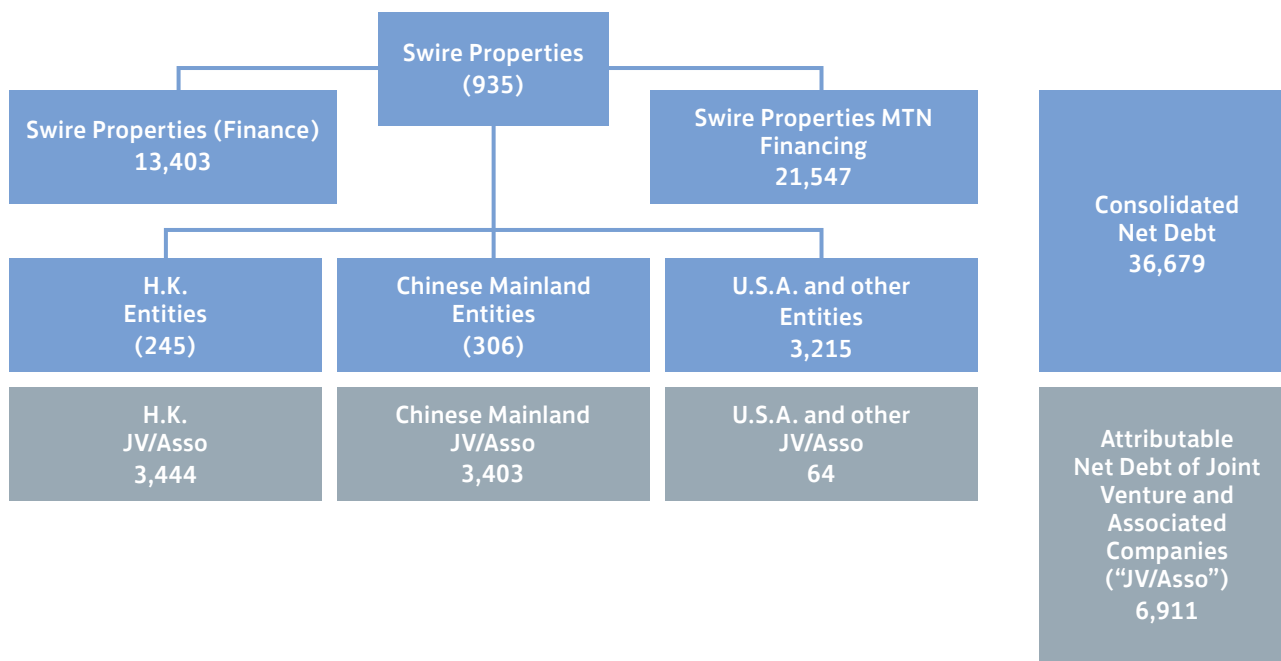 Swire Properties
(935)
Swire Properties (Finance)
13,403
Swire Properties MTN
Financing
21,547
H.K.
Entities
(245)
Chinese Mainland
Entities
(306)
U.S.A. and other
Entities
3,215
Consolidated
Net Debt
36,679
H.K.
JV/Asso
3,444
Chinese Mainland
JV/Asso
3,403
U.S.A. and other
JV/Asso
64
Attributable
Net Debt of Joint
Venture and
Associated
Companies
(“JV/Asso”)
6,911